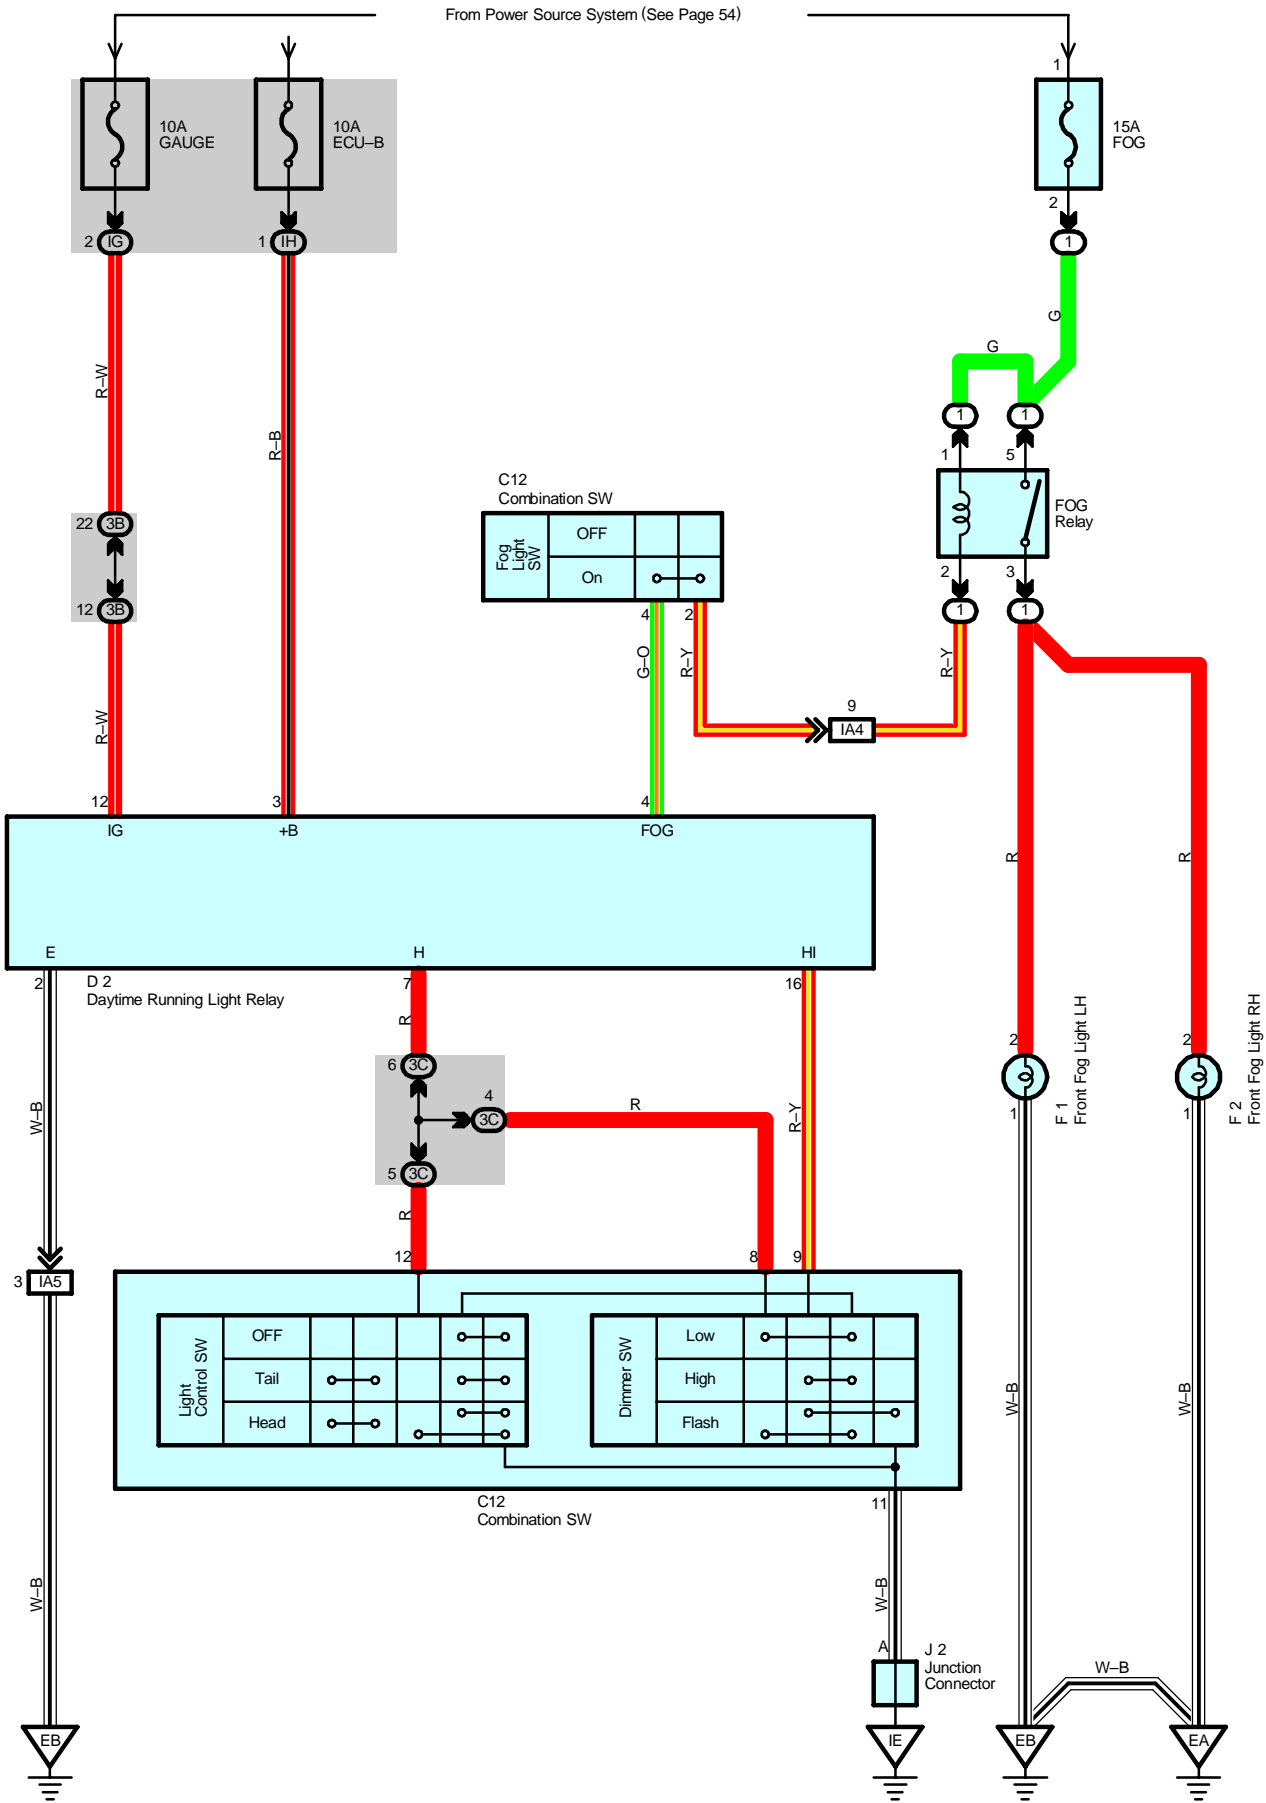 From Power Source System (See Page 54)
1
10A
GAUGE
10A
ECU–B
15A
FOG
2
2 IG
1 IH
1
G
G
R–W
R–B
1
1
1
5
C12
Combination SW
FOG
Relay
Fog
Light
SW
OFF
On
22 3B
12 3B
2
3
1
1
4
2
G–O
R–Y
R–Y
9
IA4
R–W
12
3
4
IG
+B
FOG
R
R
E
H
HI
2
7
16
D 2
Daytime Running Light Relay
R
6 3C
4
3C
R
5 3C
R
R–Y
W–B
2
2
1
1
F 1
Front Fog Light LH
F 2
Front Fog Light RH
3 IA5
12
8
9
Light
Control SW
OFF
Tail
Head
Dimmer SW
Low
High
Flash
W–B
W–B
C12
Combination SW
11
W–B
W–B
A
J 2
Junction
Connector
W–B
EB
IE
EB
EA